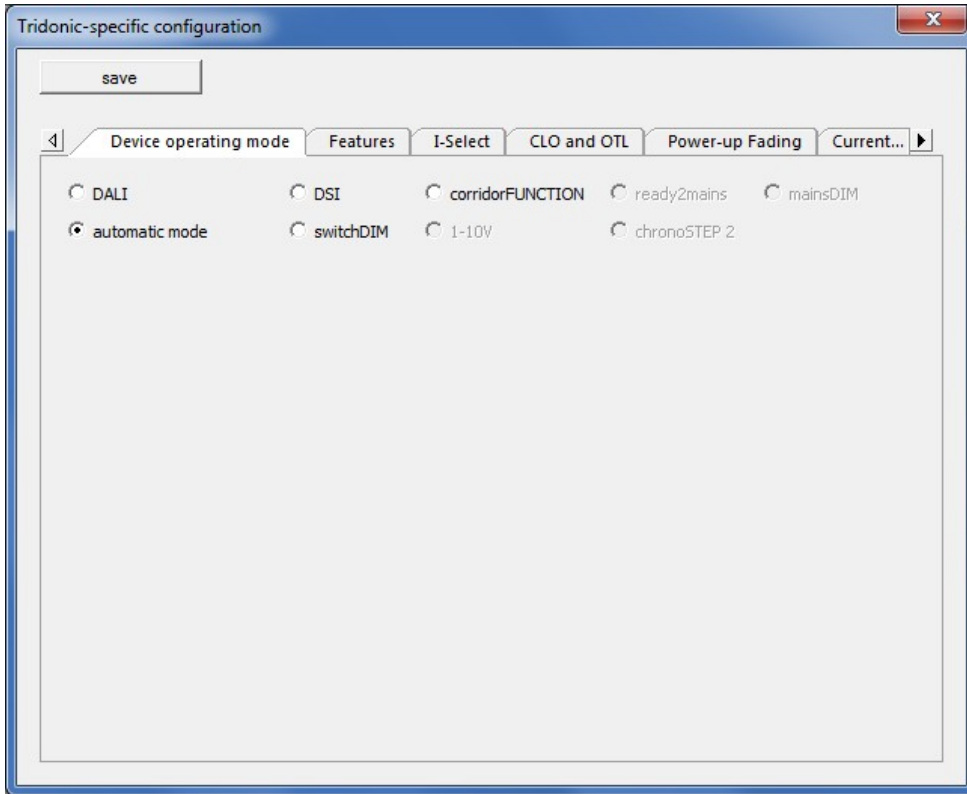 Tridonic-specific configuration
save
Device operating mode Features I-Select CLO and OTL Power-up Fading Current...
DALI DSI corridorFUNCTION ready2mains mainsDIM
automatic mode switchDIM 1-10V chronoSTEP 2